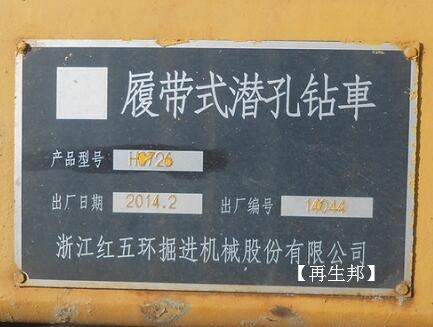 履带式潜孔钻車
产品型号 H 726
出厂日期 2014.2 出厂编号 14044
浙江红五环掘进机械股份有限公司
【再生邦】